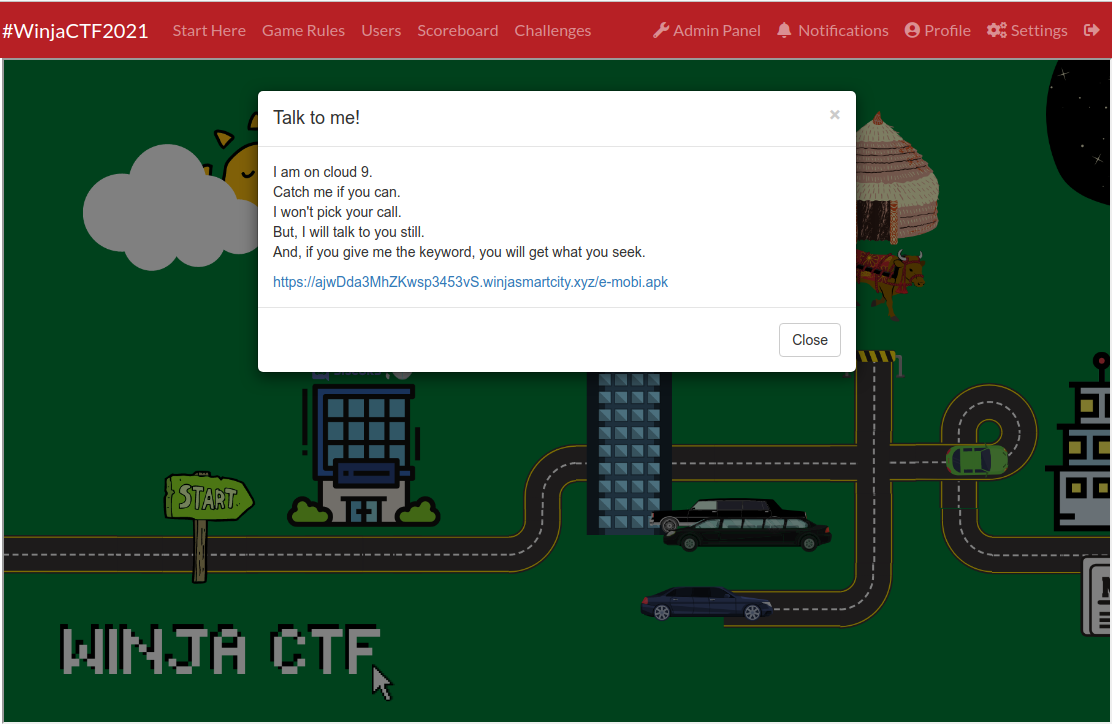 #WinjaCTF2021 Start Here Game Rules Users Scoreboard Challenges Admin Panel Notifications Profile Settings
Talk to me! ×
I am on cloud 9.
Catch me if you can.
I won't pick your call.
But, I will talk to you still.
And, if you give me the keyword, you will get what you seek.
https://ajwDda3MhZKwsp3453vS.winjasmartcity.xyz/e-mobi.apk
Close
START
WINJA CTF